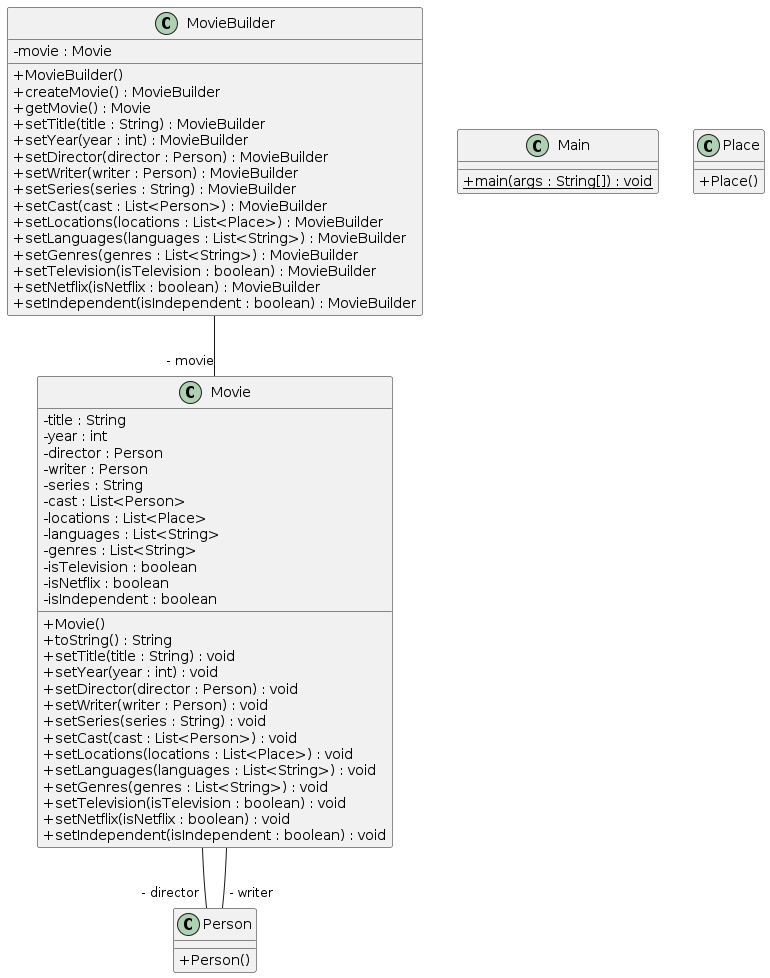 C MovieBuilder
-movie : Movie
+MovieBuilder()
+createMovie() : MovieBuilder
+getMovie() : Movie
+setTitle(title : String) : MovieBuilder
+setYear(year : int) : MovieBuilder
+setDirector(director : Person) : MovieBuilder
+setWriter(writer : Person) : MovieBuilder
+setSeries(series : String) : MovieBuilder
+setCast(cast : List<Person>) : MovieBuilder
+setLocations(locations : List<Place>) : MovieBuilder
+setLanguages(languages : List<String>) : MovieBuilder
+setGenres(genres : List<String>) : MovieBuilder
+setTelevision(isTelevision : boolean) : MovieBuilder
+setNetflix(isNetflix : boolean) : MovieBuilder
+setIndependent(isIndependent : boolean) : MovieBuilder
C Main
+main(args : String[]) : void
C Place
+Place()
- movie
C Movie
-title : String
-year : int
-director : Person
-writer : Person
-series : String
-cast : List<Person>
-locations : List<Place>
-languages : List<String>
-genres : List<String>
-isTelevision : boolean
-isNetflix : boolean
-isIndependent : boolean
+Movie()
+toString() : String
+setTitle(title : String) : void
+setYear(year : int) : void
+setDirector(director : Person) : void
+setWriter(writer : Person) : void
+setSeries(series : String) : void
+setCast(cast : List<Person>) : void
+setLocations(locations : List<Place>) : void
+setLanguages(languages : List<String>) : void
+setGenres(genres : List<String>) : void
+setTelevision(isTelevision : boolean) : void
+setNetflix(isNetflix : boolean) : void
+setIndependent(isIndependent : boolean) : void
- director
- writer
C Person
+Person()